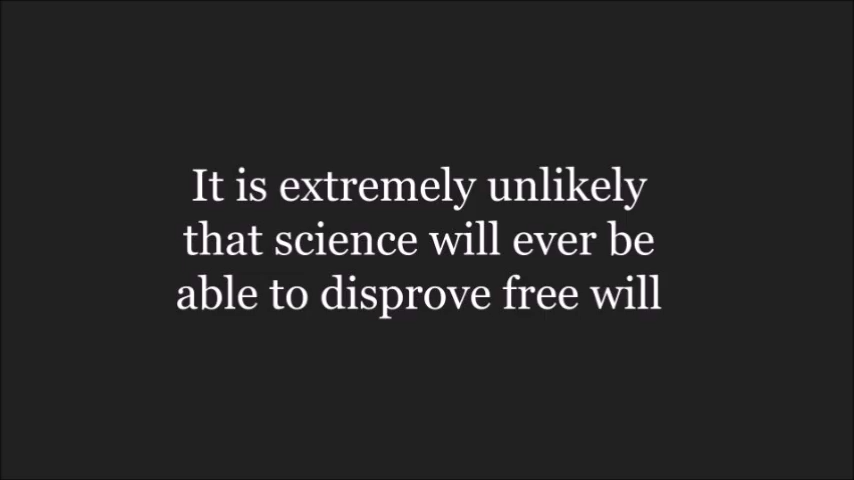 It is extremely unlikely
that science will ever be
able to disprove free will